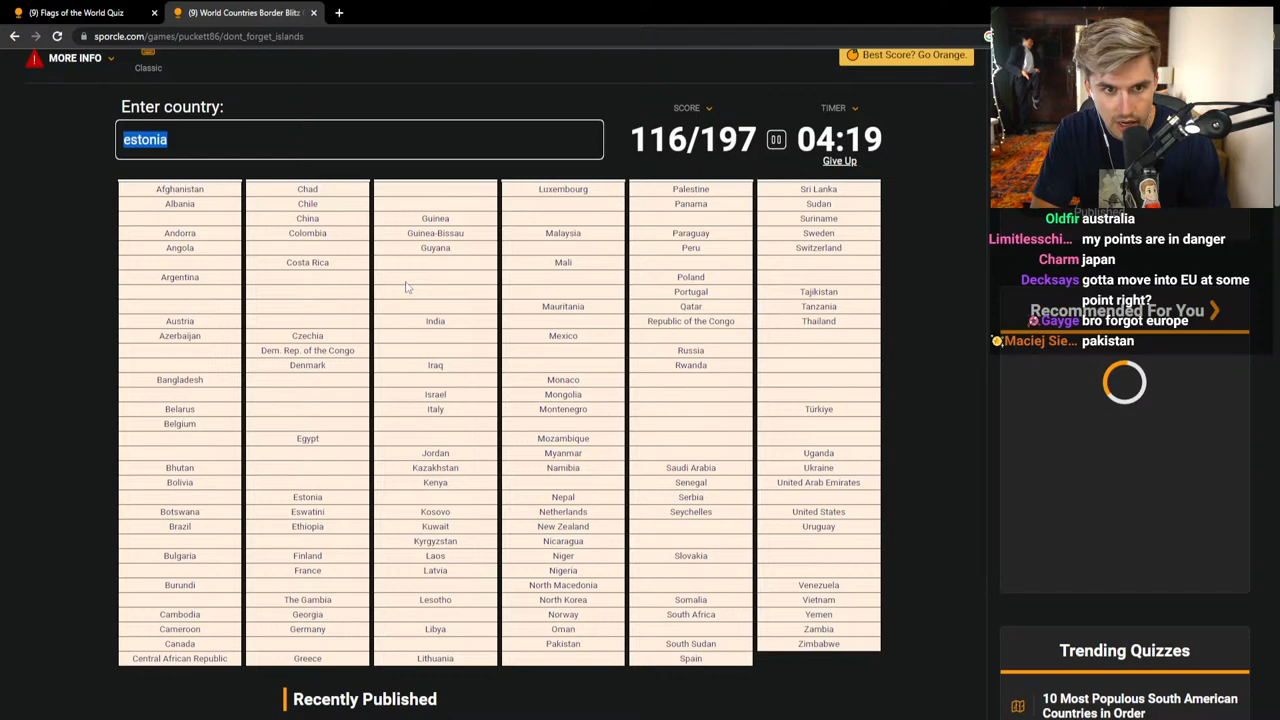 (9) Flags of the World Quiz
(9) World Countries Border Blitz
sporcle.com/games/puckett86/dont_forget_islands
MORE INFO
Classic
Best Score? Go Orange.
Enter country:
estonia
SCORE
116/197
TIMER
04:19
Give Up
Afghanistan
Albania
Andorra
Angola
Argentina
Austria
Azerbaijan
Bangladesh
Belarus
Belgium
Bhutan
Bolivia
Botswana
Brazil
Bulgaria
Burundi
Cambodia
Cameroon
Canada
Central African Republic
Chad
Chile
China
Colombia
Costa Rica
Czechia
Dem. Rep. of the Congo
Denmark
Egypt
Estonia
Eswatini
Ethiopia
Finland
France
The Gambia
Georgia
Germany
Greece
Guinea
Guinea-Bissau
Guyana
India
Iraq
Israel
Italy
Jordan
Kazakhstan
Kenya
Kosovo
Kuwait
Kyrgyzstan
Laos
Latvia
Lesotho
Libya
Lithuania
Luxembourg
Malaysia
Mali
Mauritania
Mexico
Monaco
Mongolia
Montenegro
Mozambique
Myanmar
Namibia
Nepal
Netherlands
New Zealand
Nicaragua
Niger
Nigeria
North Macedonia
North Korea
Norway
Oman
Pakistan
Palestine
Panama
Paraguay
Peru
Poland
Portugal
Qatar
Republic of the Congo
Russia
Rwanda
Saudi Arabia
Senegal
Serbia
Seychelles
Slovakia
Somalia
South Africa
South Sudan
Spain
Sri Lanka
Sudan
Suriname
Sweden
Switzerland
Tajikistan
Tanzania
Thailand
Türkiye
Uganda
Ukraine
United Arab Emirates
United States
Uruguay
Venezuela
Vietnam
Yemen
Zambia
Zimbabwe
Recently Published
Published
Oldfir australia
Limitlesschi... my points are in danger
Charm japan
Decksays gotta move into EU at some
point right?
Gayge bro forgot europe
Maciej Sie... pakistan
Recommended For You
Trending Quizzes
10 Most Populous South American
Countries in Order